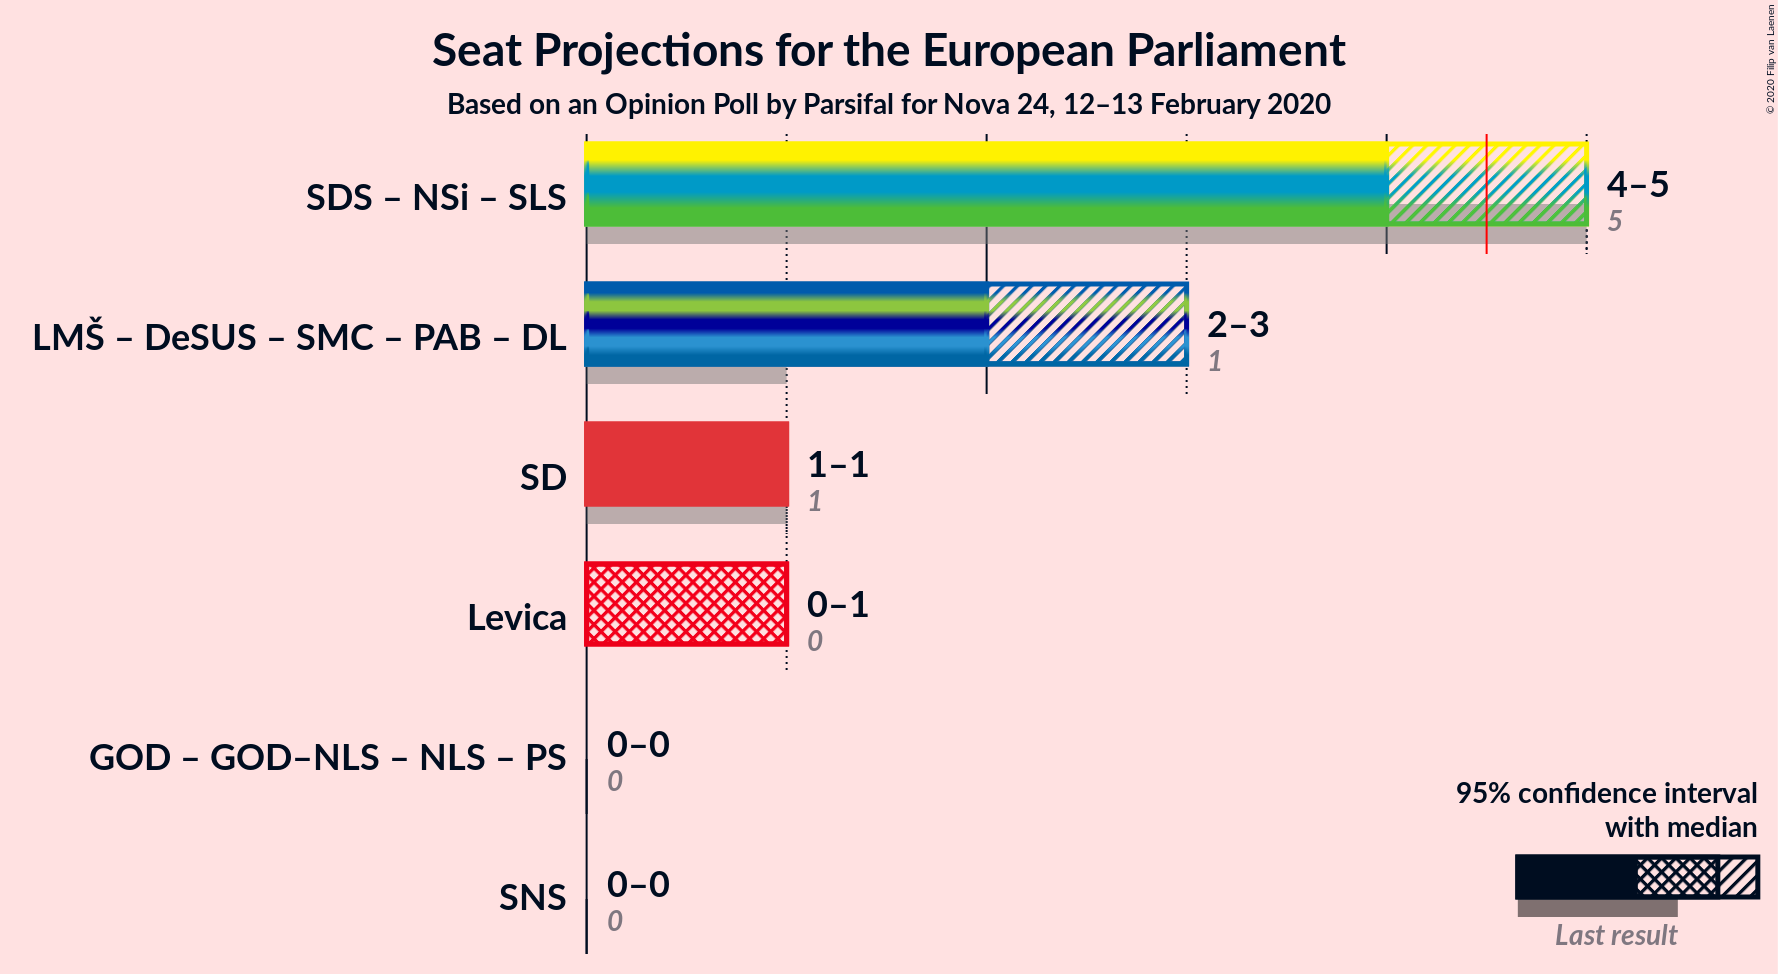 Seat Projections for the European Parliament
Based on an Opinion Poll by Parsifal for Nova 24, 12–13 February 2020
© 2020 Filip van Laenen
SDS – NSi – SLS
4–5
5
LMŠ – DeSUS – SMC – PAB – DL
2–3
1
SD
1–1
1
Levica
0–1
0
GOD – GOD–NLS – NLS – PS
0–0
0
SNS
0–0
0
95% confidence interval
with median
Last result